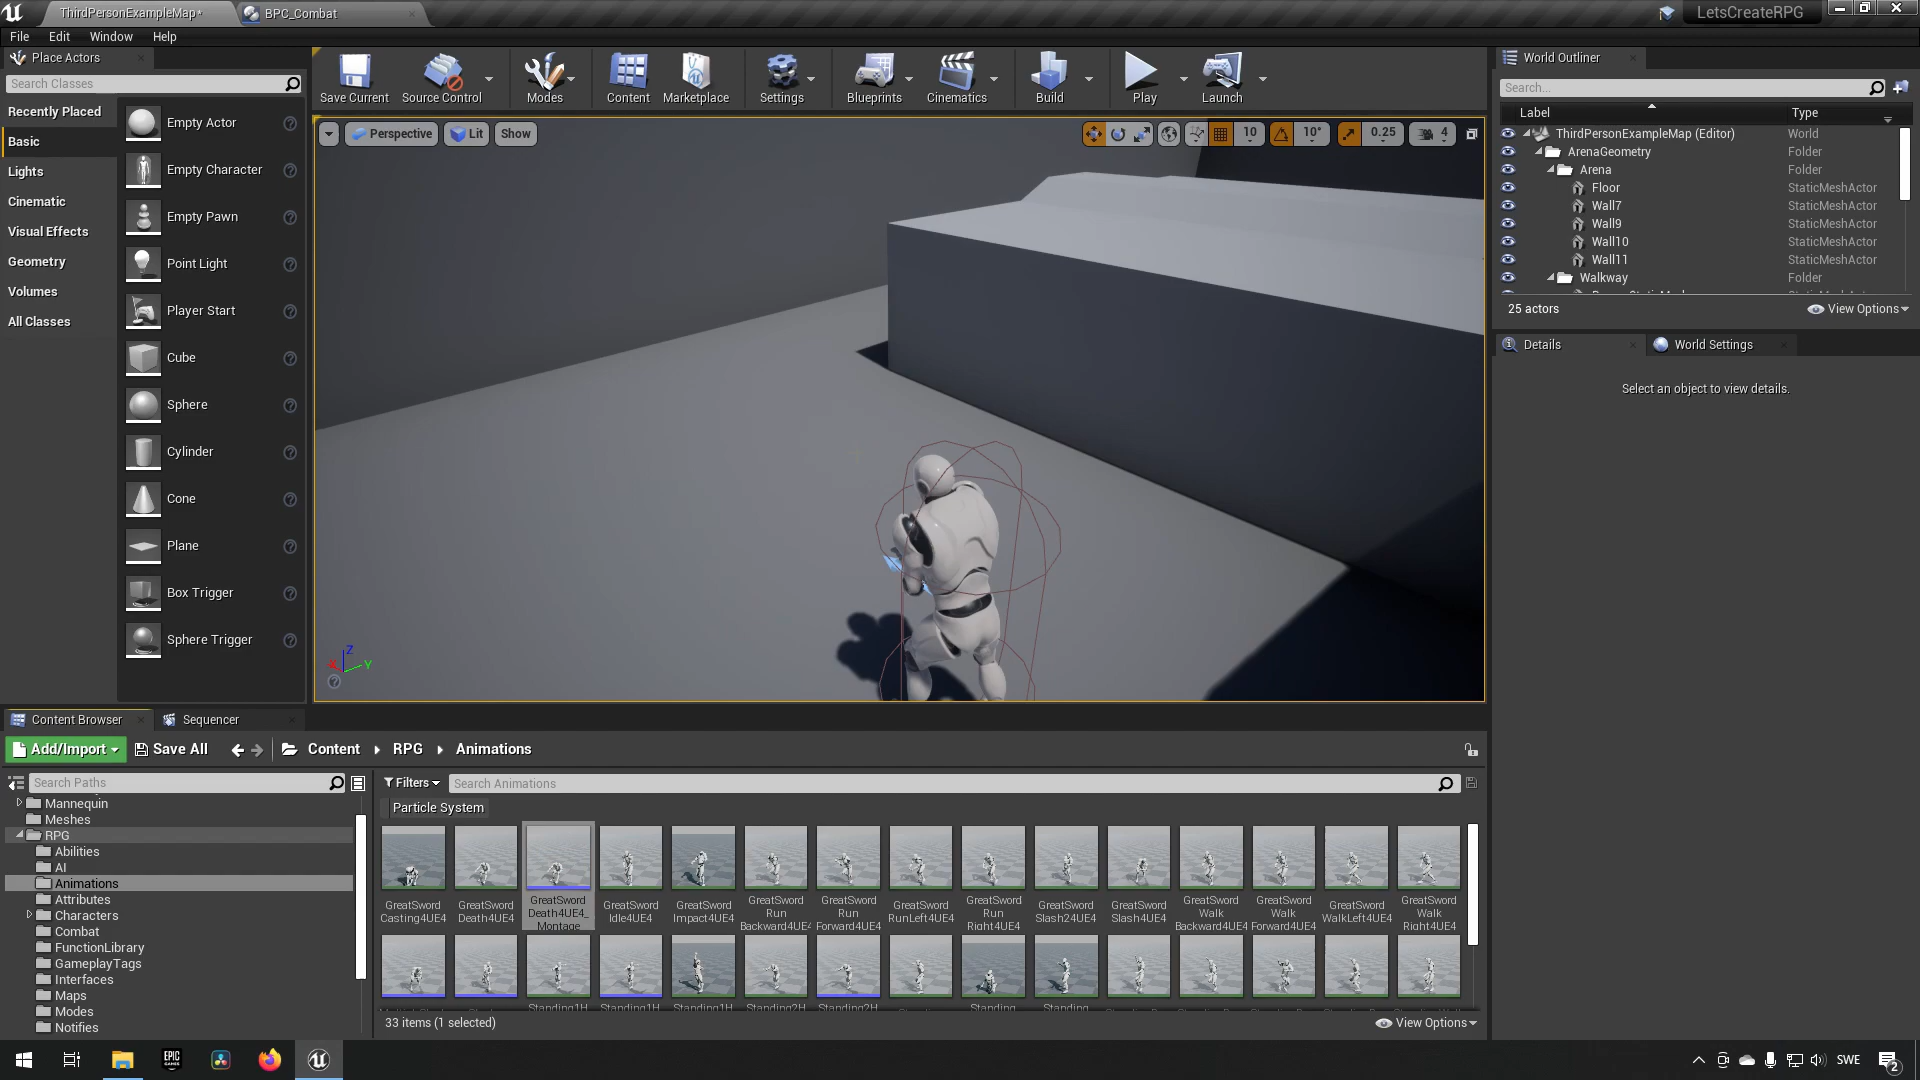 ThirdPersonExampleMap*
BPC_Combat
LetsCreateRPG
File Edit Window Help
Place Actors
Search Classes
Recently Placed
Basic
Lights
Cinematic
Visual Effects
Geometry
Volumes
All Classes
Empty Actor
Empty Character
Empty Pawn
Point Light
Player Start
Cube
Sphere
Cylinder
Cone
Plane
Box Trigger
Sphere Trigger
Save Current
Source Control
Modes
Content
Marketplace
Settings
Blueprints
Cinematics
Build
Play
Launch
Perspective
Lit
Show
10
10°
0.25
4
X
Y
Z
World Outliner
Search...
Label Type
ThirdPersonExampleMap (Editor) World
ArenaGeometry Folder
Arena Folder
Floor StaticMeshActor
Wall7 StaticMeshActor
Wall9 StaticMeshActor
Wall10 StaticMeshActor
Wall11 StaticMeshActor
Walkway Folder
25 actors
View Options
Details
World Settings
Select an object to view details.
Content Browser
Sequencer
Add/Import
Save All
Content
RPG
Animations
Search Paths
Mannequin
Meshes
RPG
Abilities
AI
Animations
Attributes
Characters
Combat
FunctionLibrary
GameplayTags
Interfaces
Maps
Modes
Notifies
Filters
Search Animations
Particle System
GreatSword
Casting4UE4
GreatSword
Death4UE4
GreatSword
Death4UE4_
Montage
GreatSword
Idle4UE4
GreatSword
Impact4UE4
GreatSword
Run
Backward4UE4
GreatSword
Run
Forward4UE4
GreatSword
RunLeft4UE4
GreatSword
Run
Right4UE4
GreatSword
Slash24UE4
GreatSword
Slash4UE4
GreatSword
Walk
Backward4UE4
GreatSword
Walk
Forward4UE4
GreatSword
WalkLeft4UE4
GreatSword
Walk
Right4UE4
Standing1H
Standing1H
Standing1H
Standing2H
Standing2H
Standing
Standing
33 items (1 selected)
View Options
SWE
2